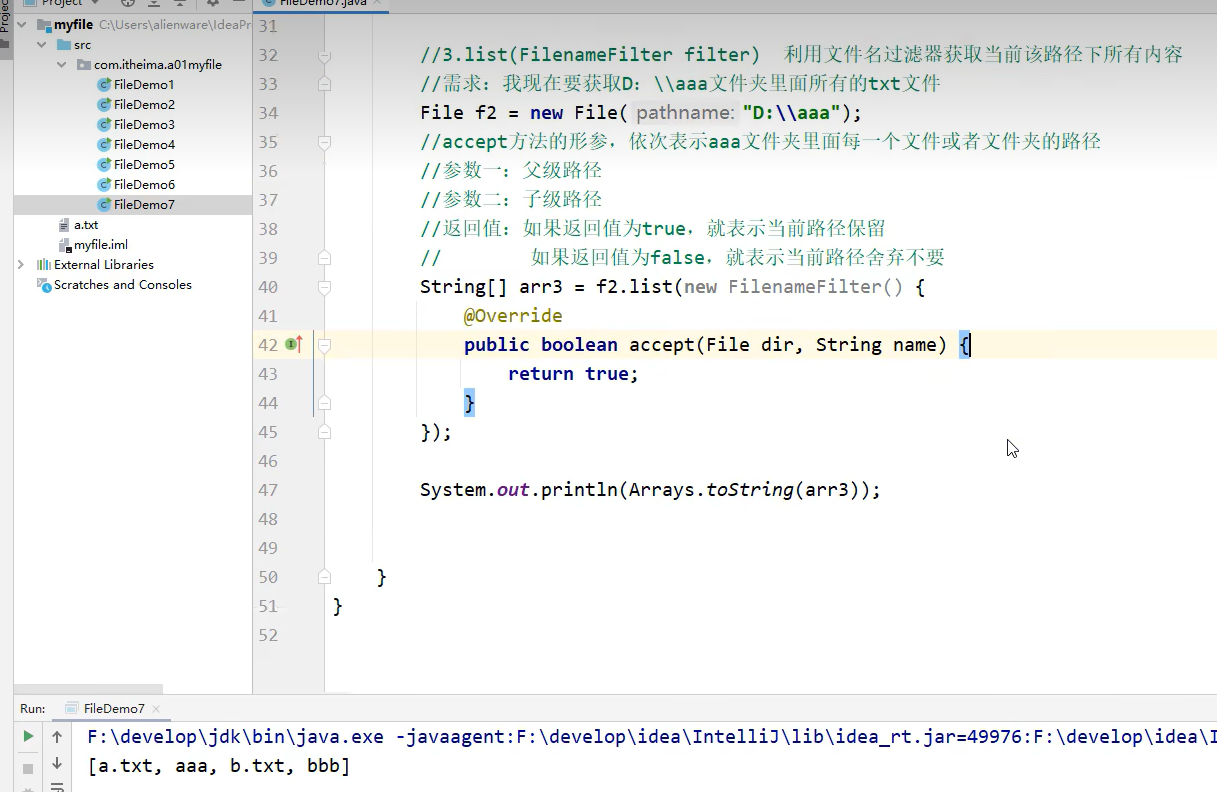 Project
FileDemo7.java
myfile C:\Users\alienware\IdeaPr
src
com.itheima.a01myfile
FileDemo1
FileDemo2
FileDemo3
FileDemo4
FileDemo5
FileDemo6
FileDemo7
a.txt
myfile.iml
External Libraries
Scratches and Consoles
31
32 //3.list(FilenameFilter filter) 利用文件名过滤器获取当前该路径下所有内容
33 //需求：我现在要获取D：\\aaa文件夹里面所有的txt文件
34 File f2 = new File( pathname: "D:\\aaa");
35 //accept方法的形参，依次表示aaa文件夹里面每一个文件或者文件夹的路径
36 //参数一：父级路径
37 //参数二：子级路径
38 //返回值：如果返回值为true，就表示当前路径保留
39 // 如果返回值为false，就表示当前路径舍弃不要
40 String[] arr3 = f2.list(new FilenameFilter() {
41 @Override
42 public boolean accept(File dir, String name) {
43 return true;
44 }
45 });
46
47 System.out.println(Arrays.toString(arr3));
48
49
50 }
51 }
52
Run: FileDemo7
F:\develop\jdk\bin\java.exe -javaagent:F:\develop\idea\IntelliJ\lib\idea_rt.jar=49976:F:\develop\idea\I
[a.txt, aaa, b.txt, bbb]